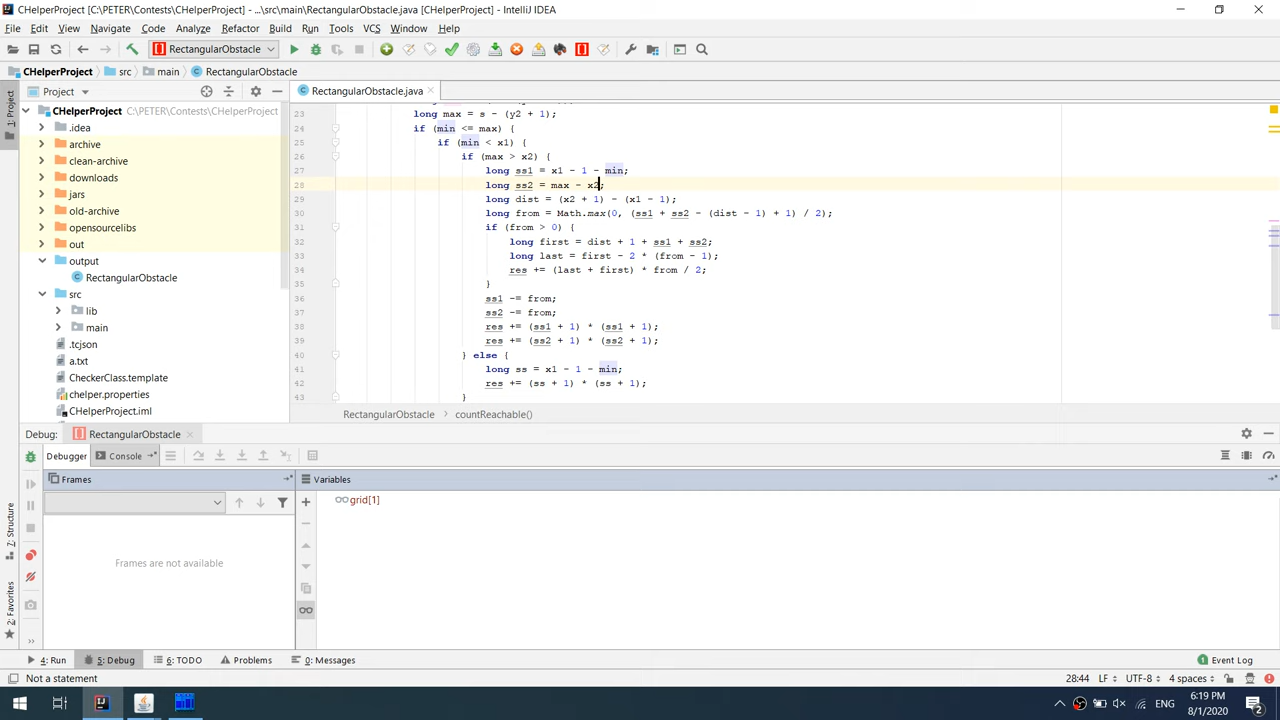 CHelperProject [C:\PETER\Contests\CHelperProject] - ...\src\main\RectangularObstacle.java [CHelperProject] - IntelliJ IDEA
File Edit View Navigate Code Analyze Refactor Build Run Tools VCS Window Help
RectangularObstacle
CHelperProject src main RectangularObstacle
Project
RectangularObstacle.java
1: Project
CHelperProject C:\PETER\Contests\CHelperProject
.idea
archive
clean-archive
downloads
jars
old-archive
opensourcelibs
out
output
RectangularObstacle
src
lib
main
.tcjson
a.txt
CheckerClass.template
chelper.properties
CHelperProject.iml
23 long max = s - (y2 + 1);
24 if (min <= max) {
25 if (min < x1) {
26 if (max > x2) {
27 long ss1 = x1 - 1 - min;
28 long ss2 = max - x2;
29 long dist = (x2 + 1) - (x1 - 1);
30 long from = Math.max(0, (ss1 + ss2 - (dist - 1) + 1) / 2);
31 if (from > 0) {
32 long first = dist + 1 + ss1 + ss2;
33 long last = first - 2 * (from - 1);
34 res += (last + first) * from / 2;
35 }
36 ss1 -= from;
37 ss2 -= from;
38 res += (ss1 + 1) * (ss1 + 1);
39 res += (ss2 + 1) * (ss2 + 1);
40 } else {
41 long ss = x1 - 1 - min;
42 res += (ss + 1) * (ss + 1);
43 }
RectangularObstacle countReachable()
Debug: RectangularObstacle
Debugger Console
Frames
Variables
grid[1]
Frames are not available
7: Structure
2: Favorites
4: Run 5: Debug 6: TODO Problems 0: Messages
Event Log
Not a statement
28:44 LF UTF-8 4 spaces
ENG
6:19 PM
8/1/2020
2